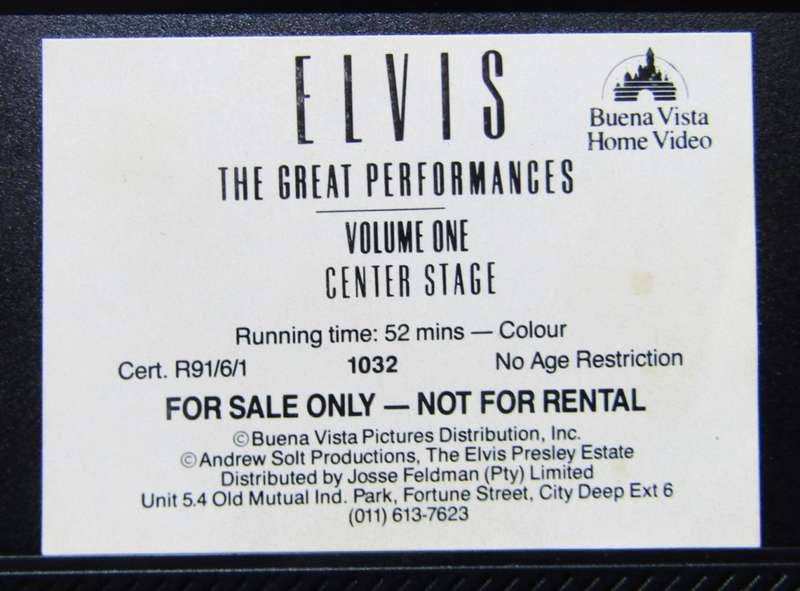 ELVIS
Buena Vista
Home Video
THE GREAT PERFORMANCES
VOLUME ONE
CENTER STAGE
Running time: 52 mins — Colour
Cert. R91/6/1 1032 No Age Restriction
FOR SALE ONLY — NOT FOR RENTAL
©Buena Vista Pictures Distribution, Inc.
©Andrew Solt Productions, The Elvis Presley Estate
Distributed by Josse Feldman (Pty) Limited
Unit 5.4 Old Mutual Ind. Park, Fortune Street, City Deep Ext 6
(011) 613-7623